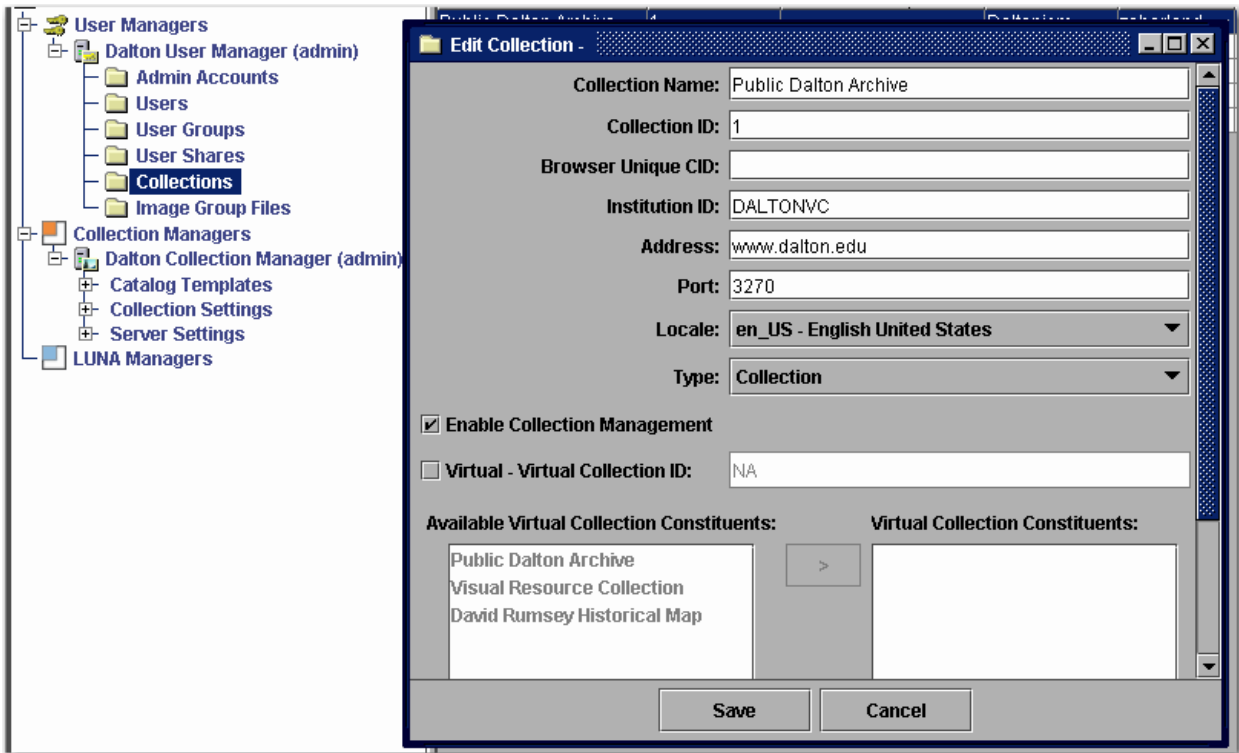 User Managers
Dalton User Manager (admin)
Admin Accounts
Users
User Groups
User Shares
Collections
Image Group Files
Collection Managers
Dalton Collection Manager (admin)
Catalog Templates
Collection Settings
Server Settings
LUNA Managers
Public Dalton Archive 1
Edit Collection -
Collection Name: Public Dalton Archive
Collection ID: 1
Browser Unique CID:
Institution ID: DALTONVC
Address: www.dalton.edu
Port: 3270
Locale: en_US - English United States
Type: Collection
Enable Collection Management
Virtual - Virtual Collection ID: NA
Available Virtual Collection Constituents: Virtual Collection Constituents:
Public Dalton Archive
Visual Resource Collection
David Rumsey Historical Map
>
Save Cancel